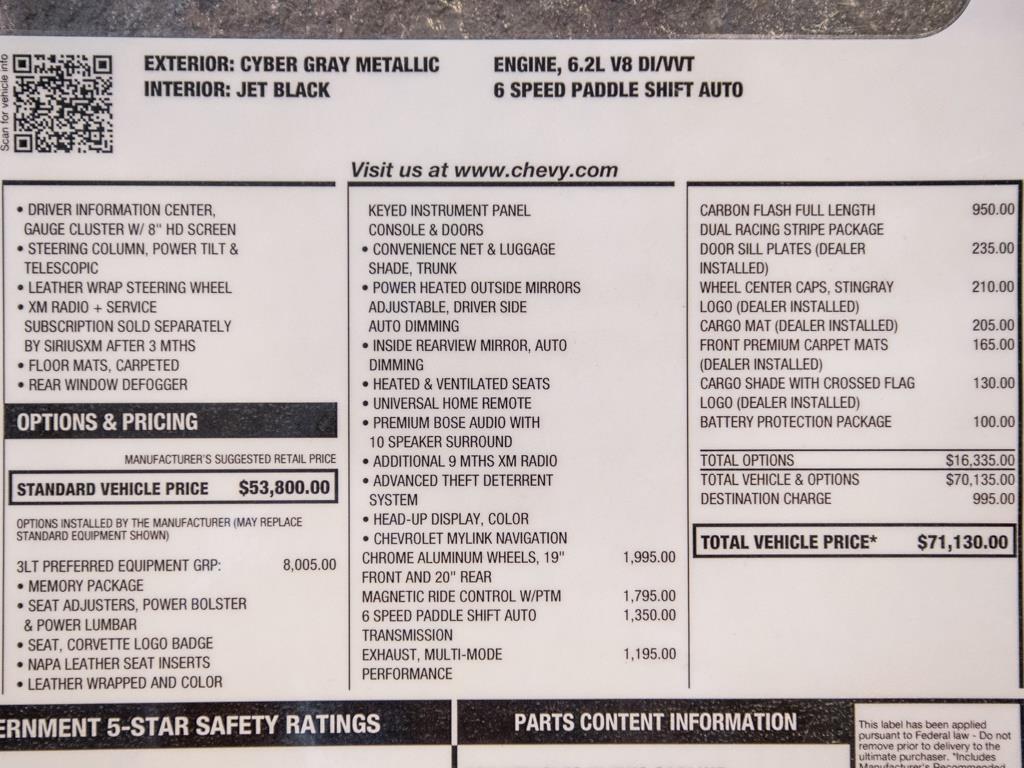 Scan for vehicle info
EXTERIOR: CYBER GRAY METALLIC
INTERIOR: JET BLACK
ENGINE, 6.2L V8 DI/VVT
6 SPEED PADDLE SHIFT AUTO
Visit us at www.chevy.com
• DRIVER INFORMATION CENTER,
GAUGE CLUSTER W/ 8" HD SCREEN
• STEERING COLUMN, POWER TILT &
TELESCOPIC
• LEATHER WRAP STEERING WHEEL
• XM RADIO + SERVICE
SUBSCRIPTION SOLD SEPARATELY
BY SIRIUSXM AFTER 3 MTHS
• FLOOR MATS, CARPETED
• REAR WINDOW DEFOGGER
OPTIONS & PRICING
MANUFACTURER'S SUGGESTED RETAIL PRICE
STANDARD VEHICLE PRICE $53,800.00
OPTIONS INSTALLED BY THE MANUFACTURER (MAY REPLACE
STANDARD EQUIPMENT SHOWN)
3LT PREFERRED EQUIPMENT GRP: 8,005.00
• MEMORY PACKAGE
• SEAT ADJUSTERS, POWER BOLSTER
& POWER LUMBAR
• SEAT, CORVETTE LOGO BADGE
• NAPA LEATHER SEAT INSERTS
• LEATHER WRAPPED AND COLOR
KEYED INSTRUMENT PANEL
CONSOLE & DOORS
• CONVENIENCE NET & LUGGAGE
SHADE, TRUNK
• POWER HEATED OUTSIDE MIRRORS
ADJUSTABLE, DRIVER SIDE
AUTO DIMMING
• INSIDE REARVIEW MIRROR, AUTO
DIMMING
• HEATED & VENTILATED SEATS
• UNIVERSAL HOME REMOTE
• PREMIUM BOSE AUDIO WITH
10 SPEAKER SURROUND
• ADDITIONAL 9 MTHS XM RADIO
• ADVANCED THEFT DETERRENT
SYSTEM
• HEAD-UP DISPLAY, COLOR
• CHEVROLET MYLINK NAVIGATION
CHROME ALUMINUM WHEELS, 19" 1,995.00
FRONT AND 20" REAR
MAGNETIC RIDE CONTROL W/PTM 1,795.00
6 SPEED PADDLE SHIFT AUTO 1,350.00
TRANSMISSION
EXHAUST, MULTI-MODE 1,195.00
PERFORMANCE
CARBON FLASH FULL LENGTH 950.00
DUAL RACING STRIPE PACKAGE
DOOR SILL PLATES (DEALER 235.00
INSTALLED)
WHEEL CENTER CAPS, STINGRAY 210.00
LOGO (DEALER INSTALLED)
CARGO MAT (DEALER INSTALLED) 205.00
FRONT PREMIUM CARPET MATS 165.00
(DEALER INSTALLED)
CARGO SHADE WITH CROSSED FLAG 130.00
LOGO (DEALER INSTALLED)
BATTERY PROTECTION PACKAGE 100.00
TOTAL OPTIONS $16,335.00
TOTAL VEHICLE & OPTIONS $70,135.00
DESTINATION CHARGE 995.00
TOTAL VEHICLE PRICE* $71,130.00
ERNMENT 5-STAR SAFETY RATINGS
PARTS CONTENT INFORMATION
This label has been applied
pursuant to Federal law - Do not
remove prior to delivery to the
ultimate purchaser. *Includes
Manufacturer's Recommended